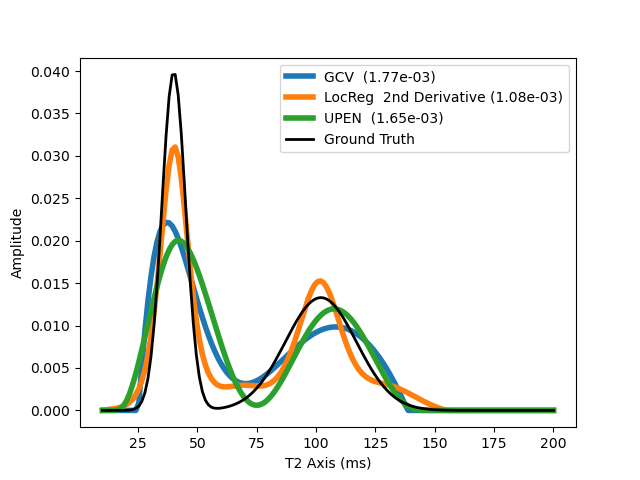 GCV (1.77e-03)
LocReg 2nd Derivative (1.08e-03)
UPEN (1.65e-03)
Ground Truth
Amplitude
0.040
0.035
0.030
0.025
0.020
0.015
0.010
0.005
0.000
25 50 75 100 125 150 175 200
T2 Axis (ms)